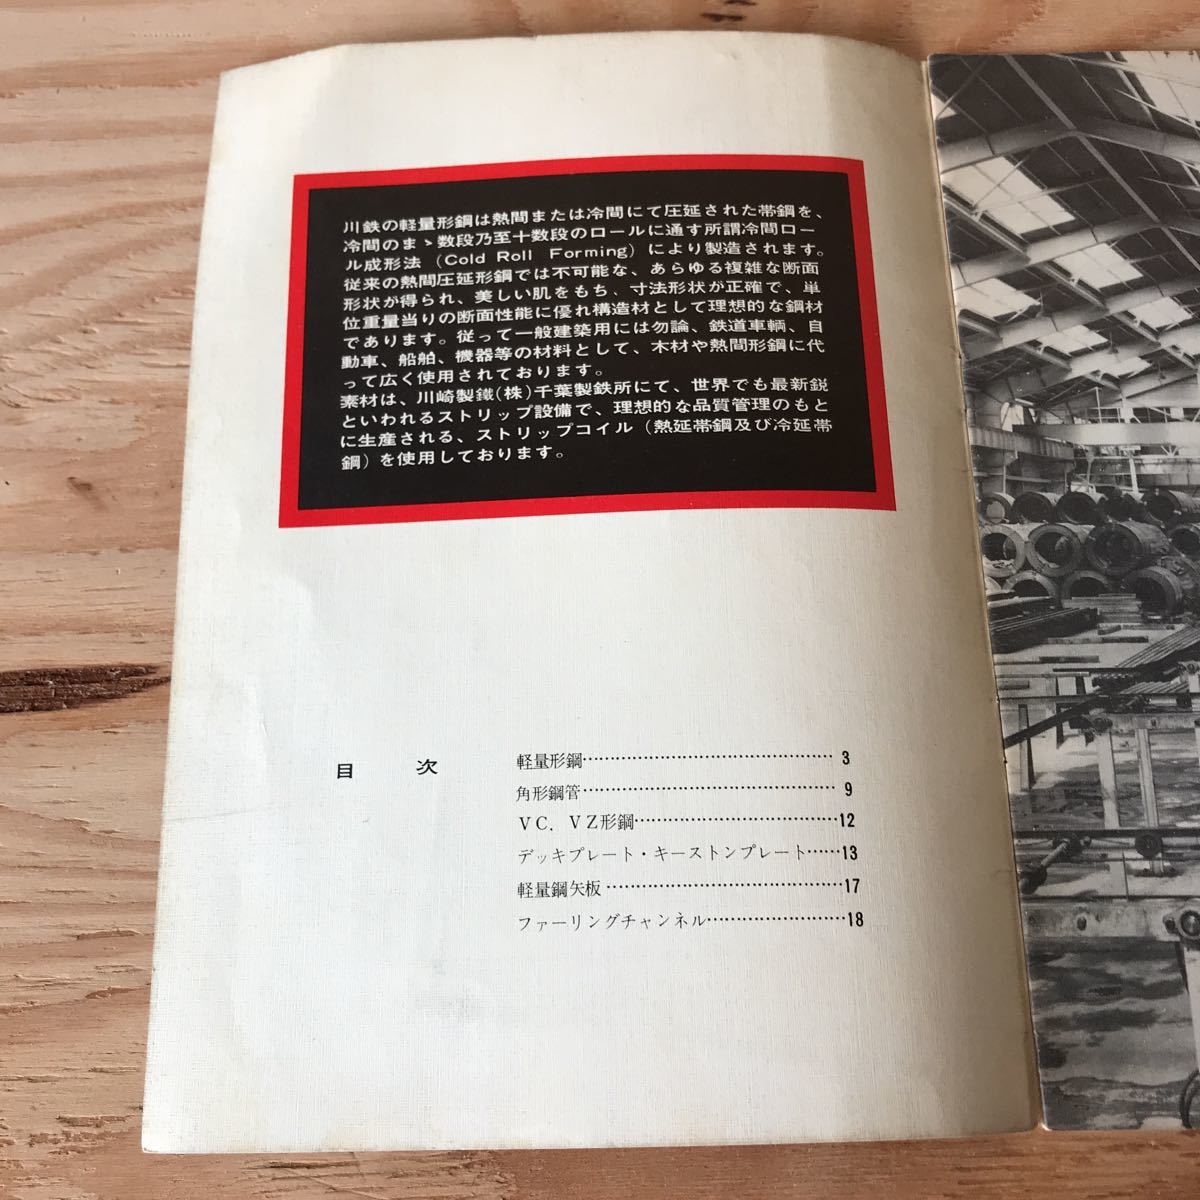 川鉄の軽量形鋼は熱間または冷間にて圧延された帯鋼を、
冷間のまゝ数段乃至十数段のロールに通す所謂冷間ロー
ル成形法（Cold Roll Forming）により製造されます。
従来の熱間圧延形鋼では不可能な、あらゆる複雑な断面
形状が得られ、美しい肌をもち、寸法形状が正確で、単
位重量当りの断面性能に優れ構造材として理想的な鋼材
であります。従って一般建築用には勿論、鉄道車輌、自
動車、船舶、機器等の材料として、木材や熱間形鋼に代
って広く使用されております。
素材は、川崎製鐵(株)千葉製鉄所にて、世界でも最新鋭
といわれるストリップ設備で、理想的な品質管理のもと
に生産される、ストリップコイル（熱延帯鋼及び冷延帯
鋼）を使用しております。
目　次
軽量形鋼…………………………………… 3
角形鋼管…………………………………… 9
ＶＣ．ＶＺ形鋼……………………………12
デッキプレート・キーストンプレート……13
軽量鋼矢板…………………………………17
ファーリングチャンネル……………………18